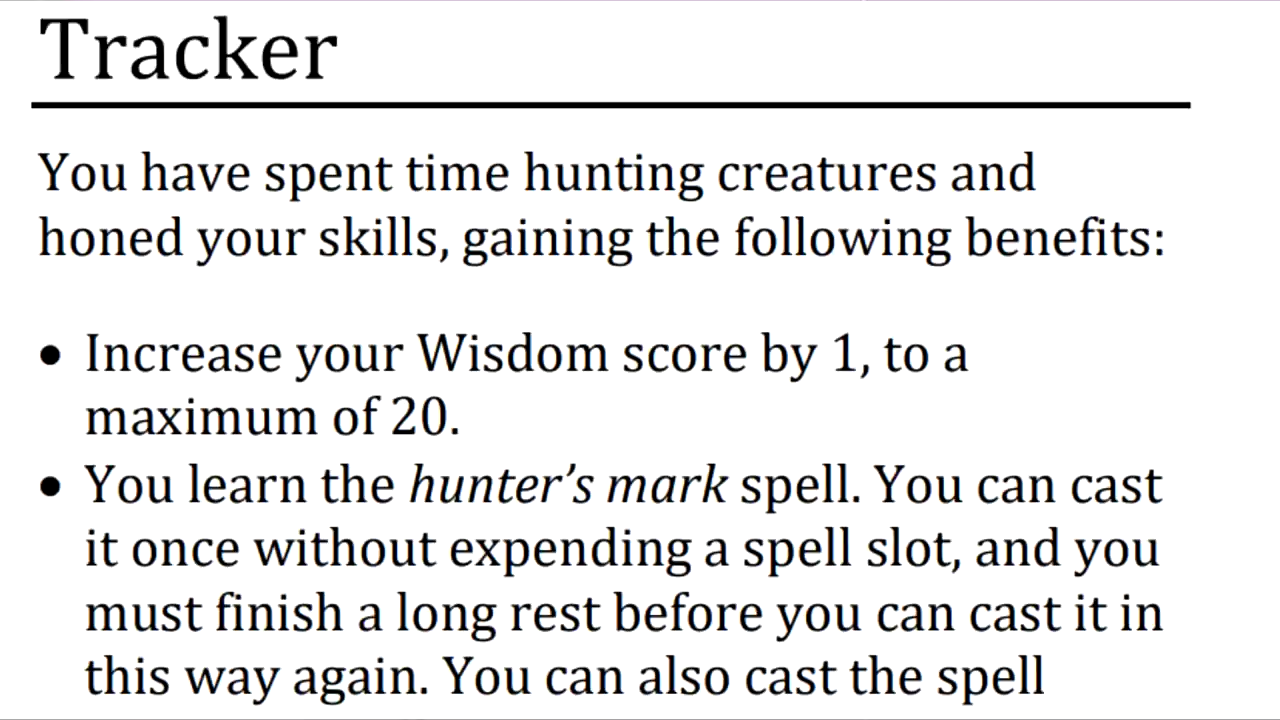 Tracker
You have spent time hunting creatures and
honed your skills, gaining the following benefits:
• Increase your Wisdom score by 1, to a
maximum of 20.
• You learn the hunter’s mark spell. You can cast
it once without expending a spell slot, and you
must finish a long rest before you can cast it in
this way again. You can also cast the spell